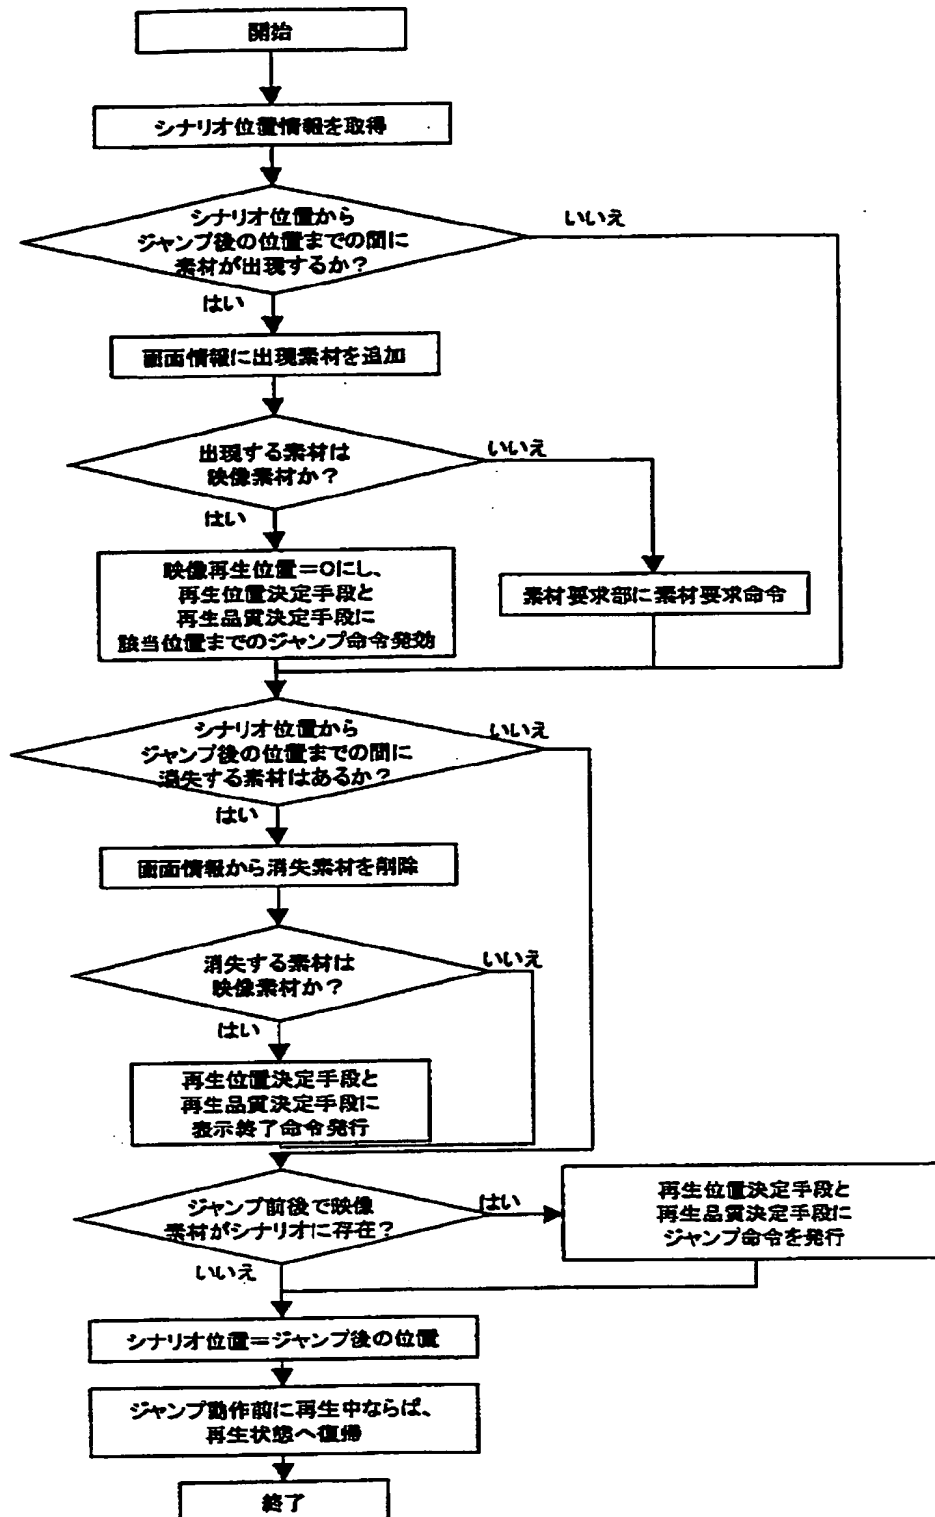 開始
シナリオ位置情報を取得
シナリオ位置から
ジャンプ後の位置までの間に
素材が出現するか？
いいえ
はい
画面情報に出現素材を追加
出現する素材は
映像素材か？
いいえ
はい
映像再生位置＝0にし、
再生位置決定手段と
再生品質決定手段に
該当位置までのジャンプ命令発効
素材要求部に素材要求命令
シナリオ位置から
ジャンプ後の位置までの間に
消失する素材はあるか？
いいえ
はい
画面情報から消失素材を削除
消失する素材は
映像素材か？
いいえ
はい
再生位置決定手段と
再生品質決定手段に
表示終了命令発行
ジャンプ前後で映像
素材がシナリオに存在？
はい
いいえ
再生位置決定手段と
再生品質決定手段に
ジャンプ命令を発行
シナリオ位置＝ジャンプ後の位置
ジャンプ動作前に再生中ならば、
再生状態へ復帰
終了